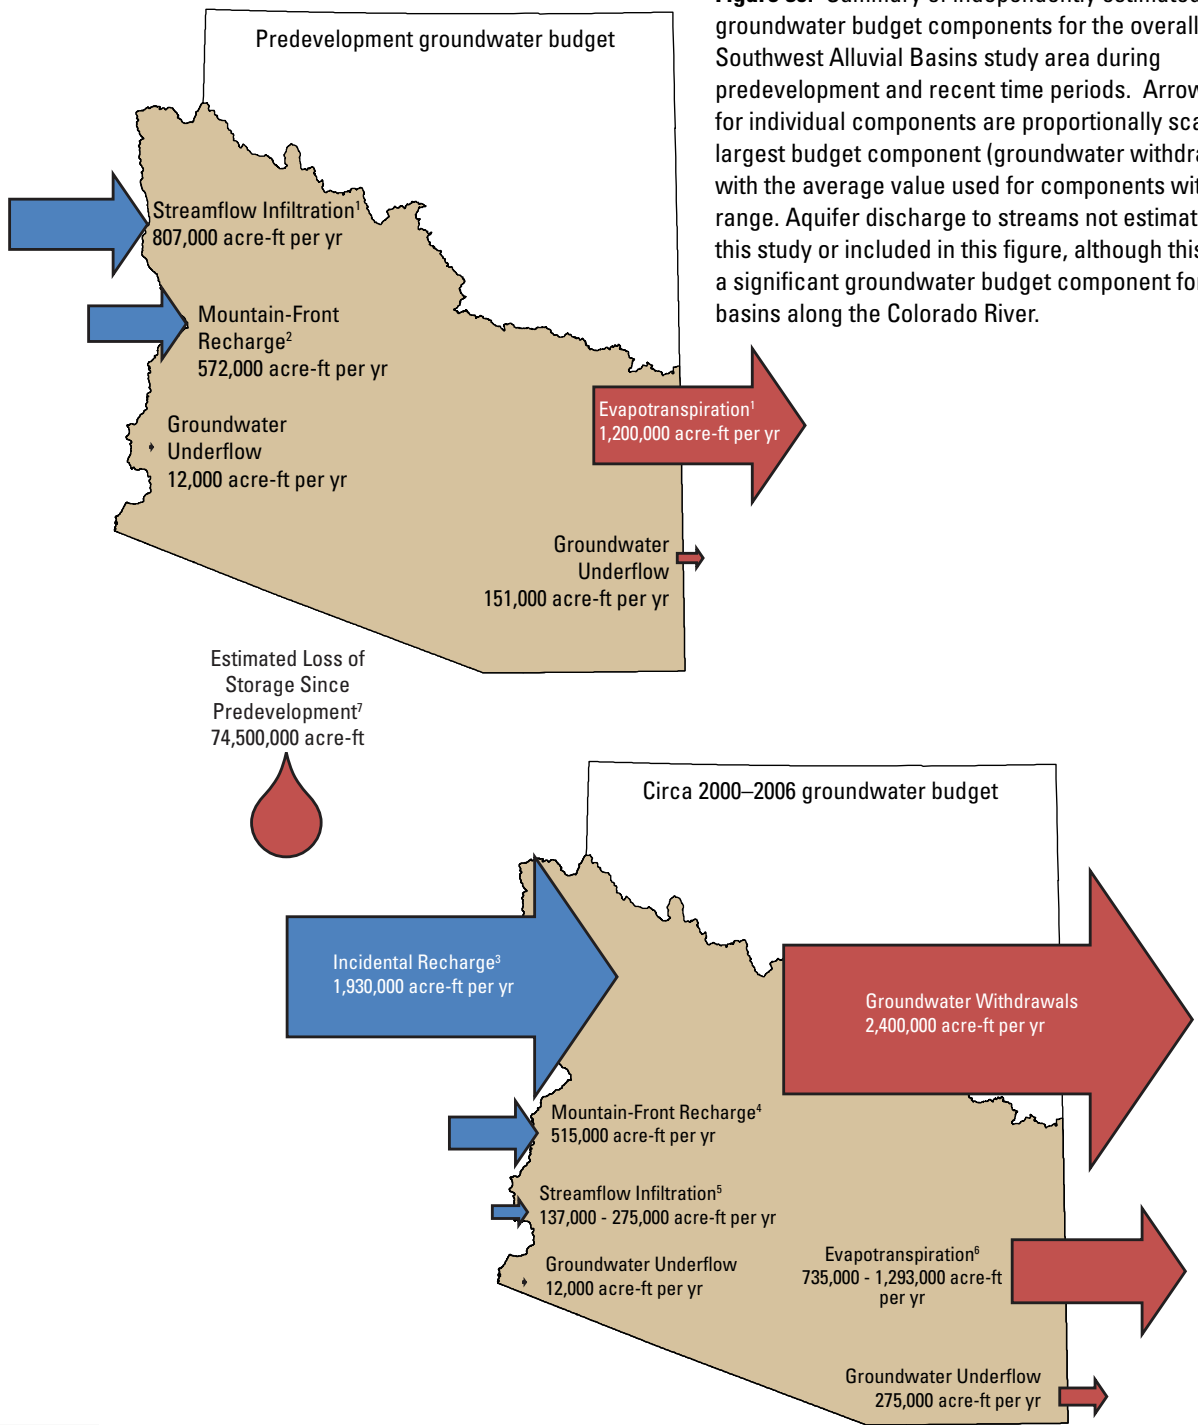 Figure 38. Summary of independently estimated
groundwater budget components for the overall
Southwest Alluvial Basins study area during
predevelopment and recent time periods. Arrow
for individual components are proportionally
largest budget component (groundwater
with the average value used for components
range. Aquifer discharge to streams not
this study or included in this figure, although this
a significant groundwater budget component for
basins along the Colorado River.
Predevelopment groundwater budget
Streamflow Infiltration¹
807,000 acre-ft per yr
Mountain-Front
Recharge²
572,000 acre-ft per yr
Groundwater
Underflow
12,000 acre-ft per yr
Evapotranspiration¹
1,200,000 acre-ft per yr
Groundwater
Underflow
151,000 acre-ft per yr
Estimated Loss of
Storage Since
Predevelopment⁷
74,500,000 acre-ft
Circa 2000–2006 groundwater budget
Incidental Recharge³
1,930,000 acre-ft per yr
Groundwater Withdrawals
2,400,000 acre-ft per yr
Mountain-Front Recharge⁴
515,000 acre-ft per yr
Streamflow Infiltration⁵
137,000 - 275,000 acre-ft per yr
Groundwater Underflow
12,000 acre-ft per yr
Evapotranspiration⁶
735,000 - 1,293,000 acre-ft
per yr
Groundwater Underflow
275,000 acre-ft per yr